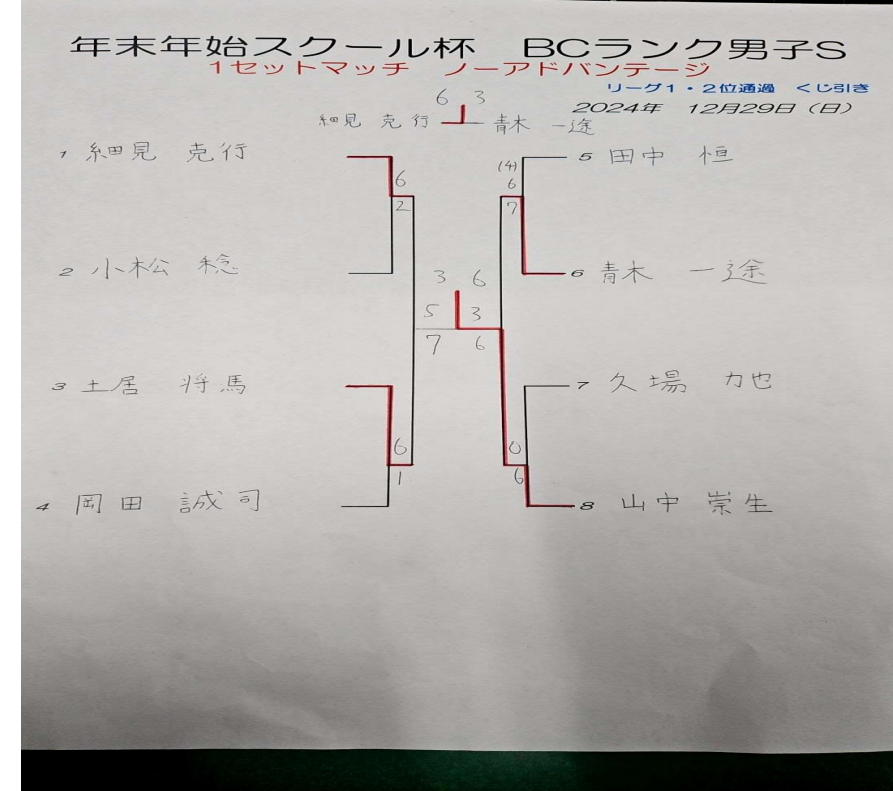 年末年始スクール杯　BCランク男子S
1セットマッチ　ノーアドバンテージ
リーグ1・2位通過　くじ引き
2024年　12月29日（日）
6 3
細見 克行　青木 一途
1 細見 克行
6
2
2 小松 稔
(4)
6
7
5 田中 恒
6 青木 一途
3 6
5 3
7 6
3 土居 将馬
6
1
4 岡田 誠司
7 久場 力也
0
6
8 山中 崇生